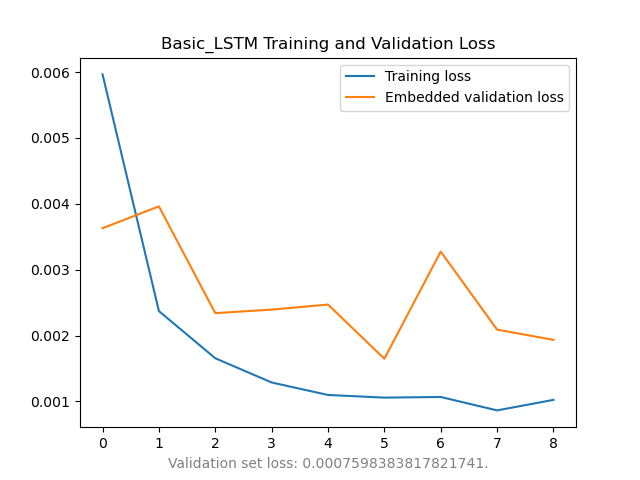 Basic_LSTM Training and Validation Loss
Training loss
Embedded validation loss
0.006
0.005
0.004
0.003
0.002
0.001
0 1 2 3 4 5 6 7 8
Validation set loss: 0.0007598383817821741.